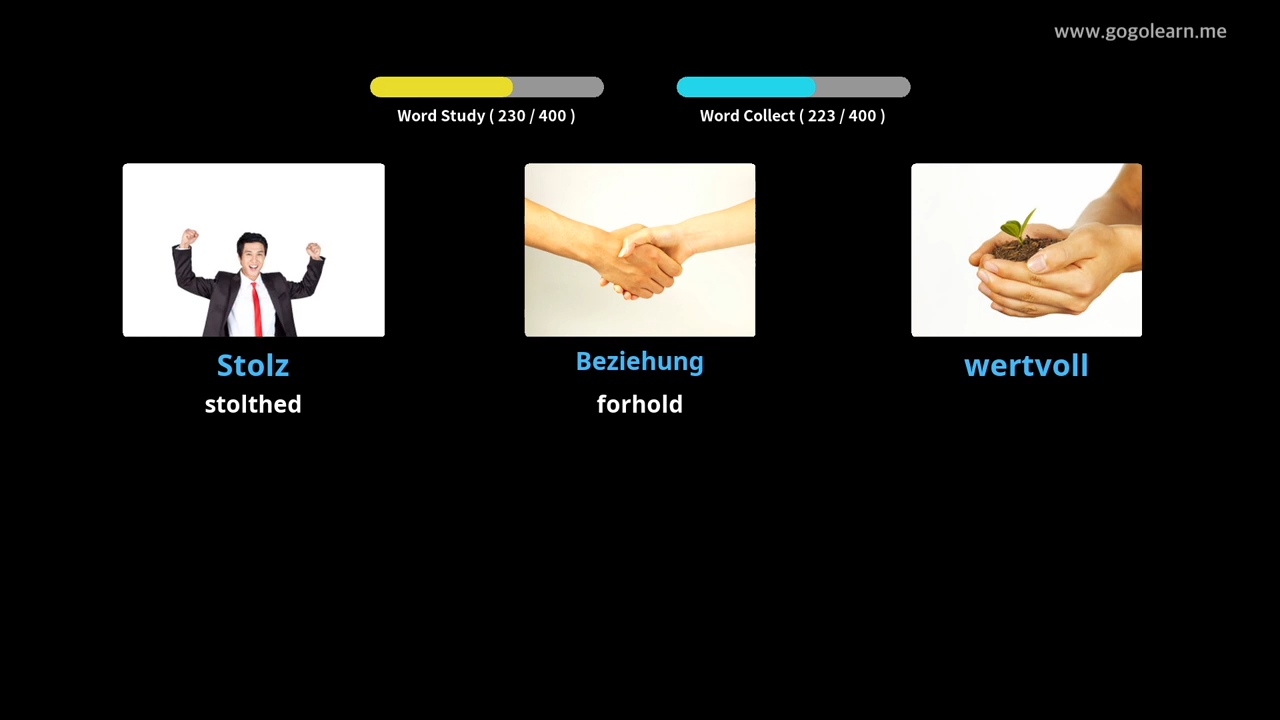 www.gogolearn.me
Word Study ( 230 / 400 )
Word Collect ( 223 / 400 )
Stolz
Beziehung
wertvoll
stolthed
forhold